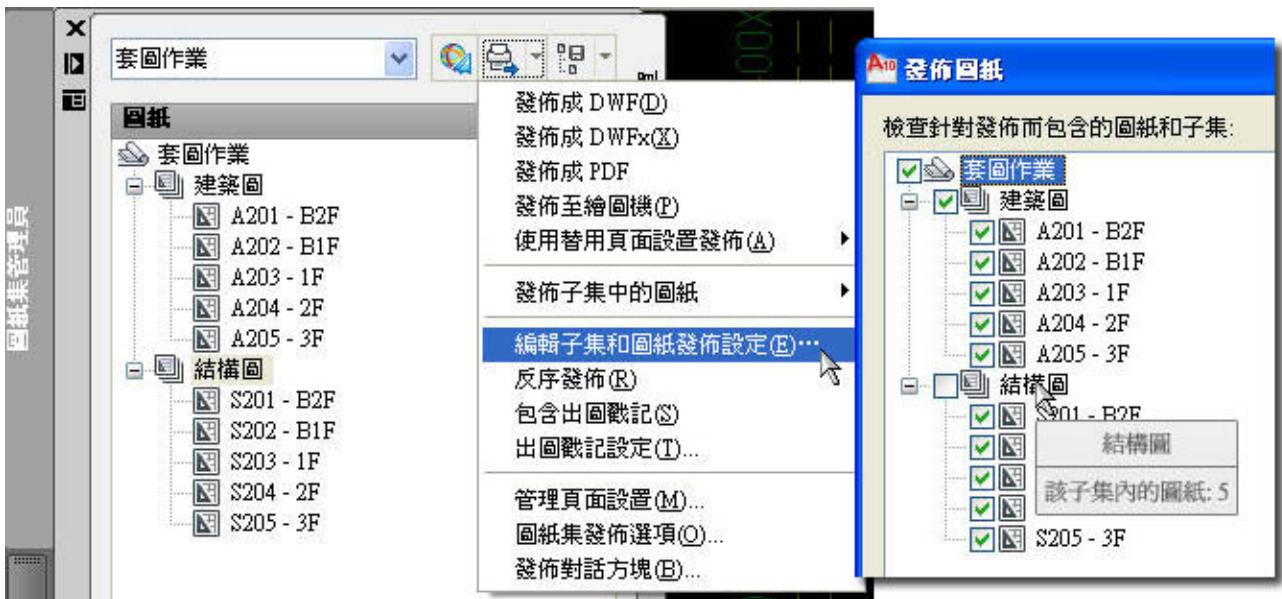 套圖作業
圖紙
套圖作業
建築圖
A201 - B2F
A202 - B1F
A203 - 1F
A204 - 2F
A205 - 3F
結構圖
S201 - B2F
S202 - B1F
S203 - 1F
S204 - 2F
S205 - 3F
圖紙集管理員
發佈成 DWF(D)
發佈成 DWFx(X)
發佈成 PDF
發佈至繪圖機(P)
使用替用頁面設置發佈(A)
發佈子集中的圖紙
編輯子集和圖紙發佈設定(E)...
反序發佈(R)
包含出圖戳記(S)
出圖戳記設定(T)...
管理頁面設置(M)...
圖紙集發佈選項(O)...
發佈對話方塊(B)...
A10 發佈圖紙
檢查針對發佈而包含的圖紙和子集:
套圖作業
建築圖
A201 - B2F
A202 - B1F
A203 - 1F
A204 - 2F
A205 - 3F
結構圖
S201 - B2F
結構圖
該子集內的圖紙: 5
S205 - 3F